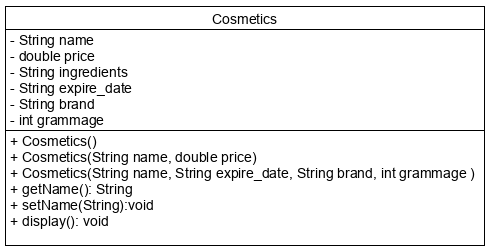 Cosmetics
- String name
- double price
- String ingredients
- String expire_date
- String brand
- int grammage
+ Cosmetics()
+ Cosmetics(String name, double price)
+ Cosmetics(String name, String expire_date, String brand, int grammage )
+ getName(): String
+ setName(String):void
+ display(): void